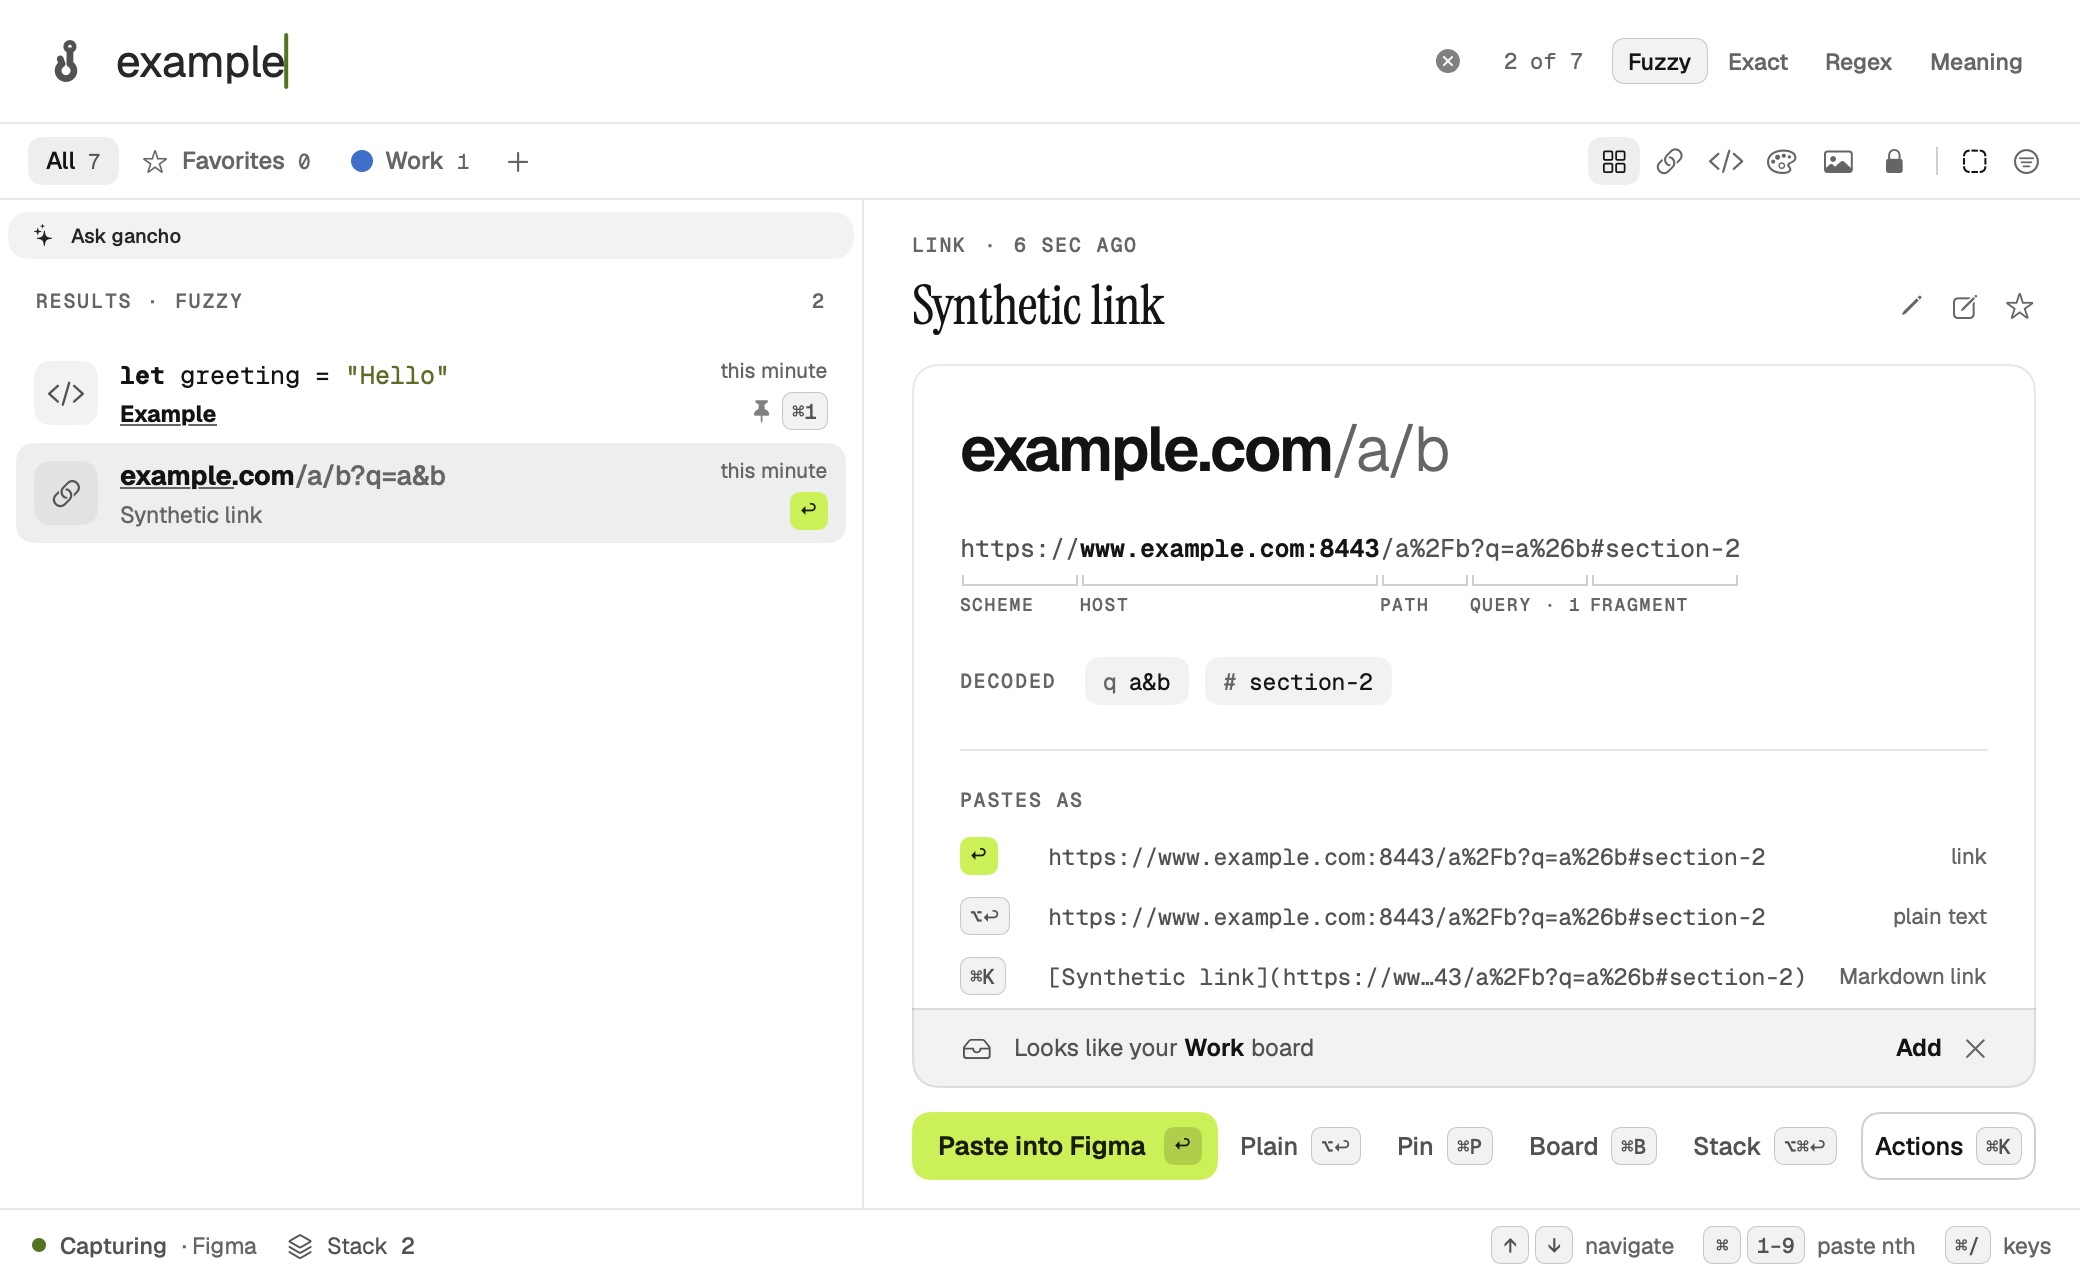 example
2 of 7 Fuzzy Exact Regex Meaning
All 7 Favorites 0 Work 1
Ask gancho
RESULTS · FUZZY 2
let greeting = "Hello" this minute
Example ⌘1
example.com/a/b?q=a&b this minute
Synthetic link
LINK · 6 SEC AGO
Synthetic link
example.com/a/b
https://www.example.com:8443/a%2Fb?q=a%26b#section-2
SCHEME HOST PATH QUERY · 1 FRAGMENT
DECODED q a&b # section-2
PASTES AS
↩ https://www.example.com:8443/a%2Fb?q=a%26b#section-2 link
⌥↩ https://www.example.com:8443/a%2Fb?q=a%26b#section-2 plain text
⌘K [Synthetic link](https://ww…43/a%2Fb?q=a%26b#section-2) Markdown link
Looks like your Work board Add
Paste into Figma ↩ Plain ⌥↩ Pin ⌘P Board ⌘B Stack ⌥⌘↩ Actions ⌘K
Capturing · Figma Stack 2 ↑ ↓ navigate ⌘ 1-9 paste nth ⌘/ keys